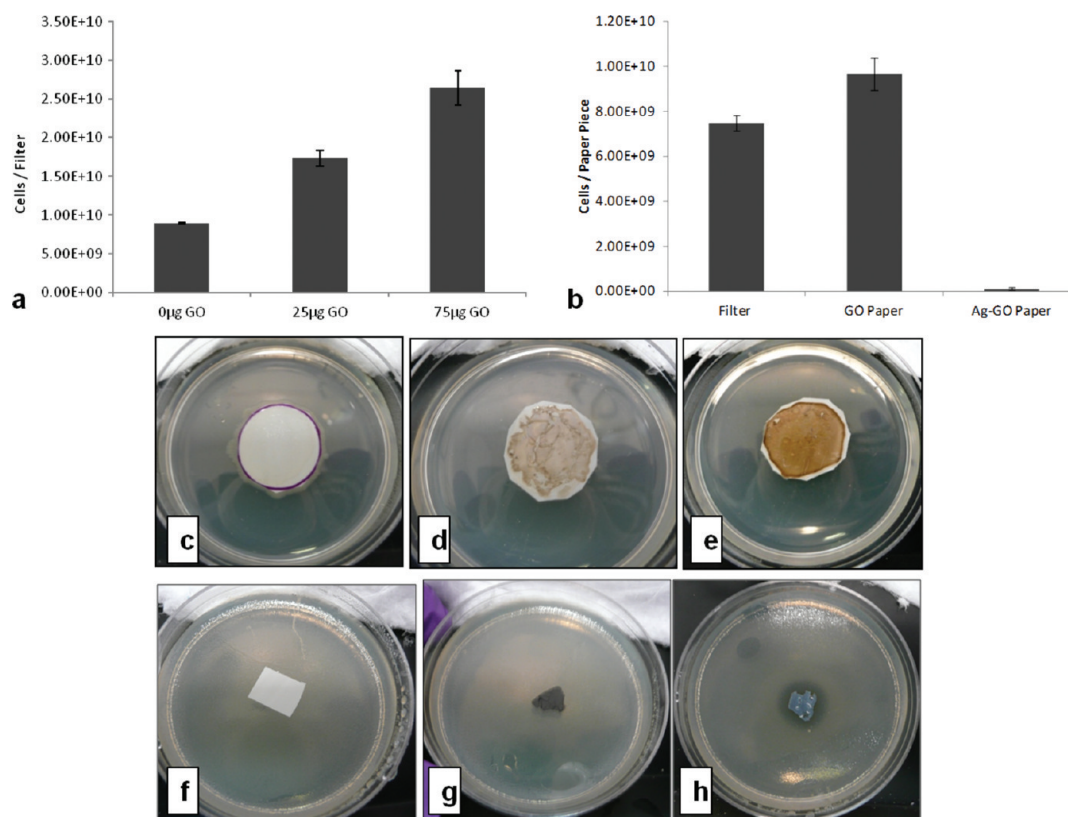 3.50E+10
3.00E+10
2.50E+10
2.00E+10
1.50E+10
1.00E+10
5.00E+09
0.00E+00
Cells / Filter
0µg GO 25µg GO 75µg GO
a
1.20E+10
1.00E+10
8.00E+09
6.00E+09
4.00E+09
2.00E+09
0.00E+00
Cells / Paper Piece
Filter GO Paper Ag-GO Paper
b
c d e
f g h